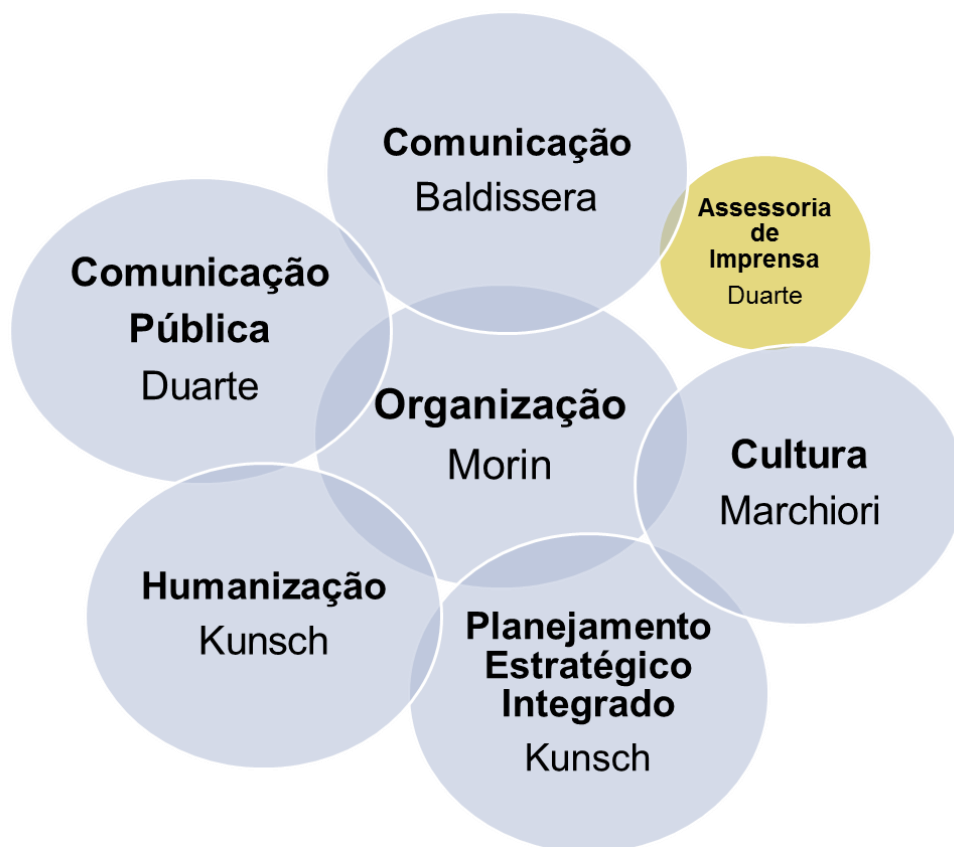 Comunicação
Baldissera
Assessoria
de
Imprensa
Duarte
Comunicação
Pública
Duarte
Organização
Morin
Cultura
Marchiori
Humanização
Kunsch
Planejamento
Estratégico
Integrado
Kunsch